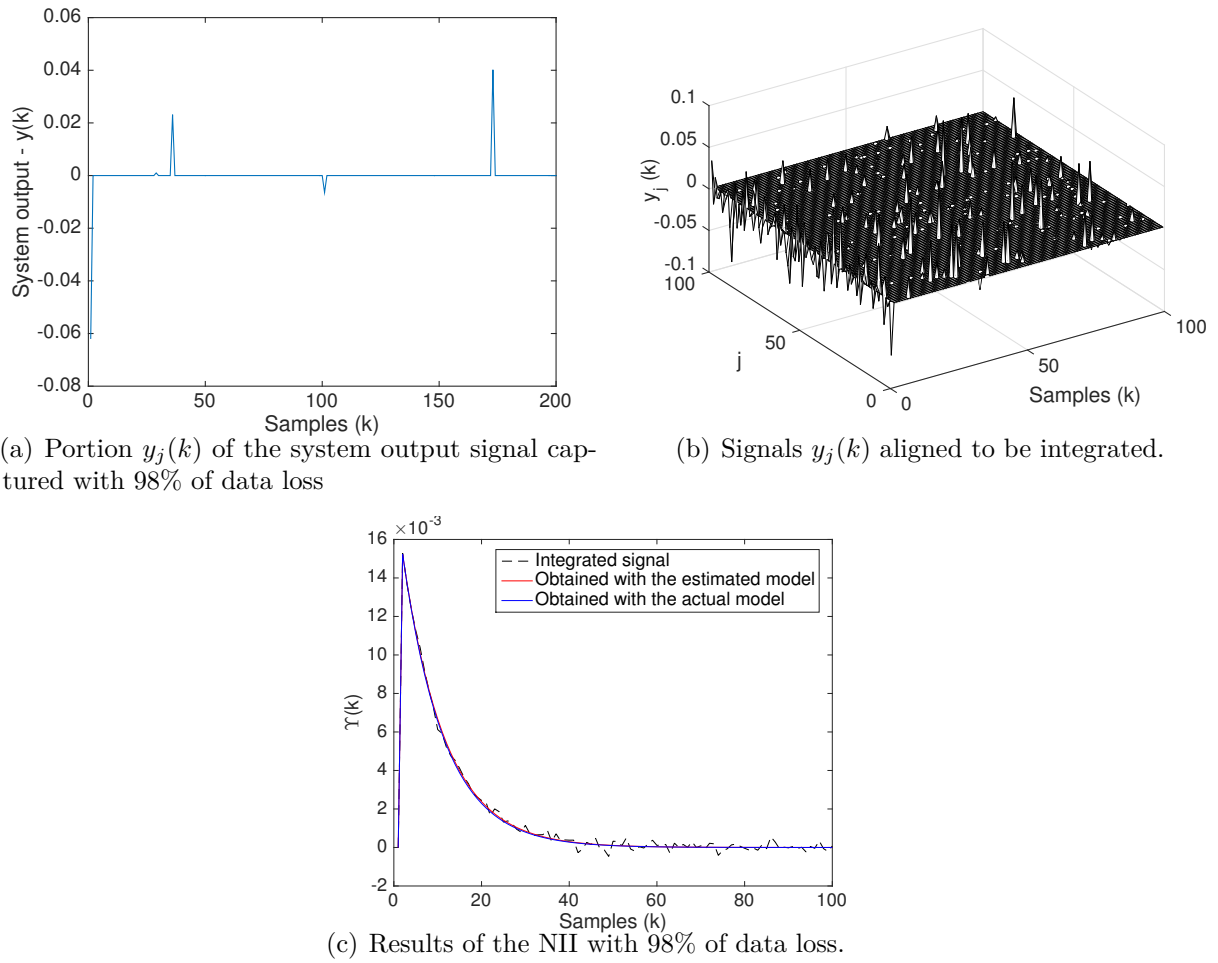 0.06
0.04
0.02
0
-0.02
-0.04
-0.06
-0.08
System output - y(k)
0
50
100
150
200
Samples (k)
0.1
0.05
0
-0.05
-0.1
y_j (k)
100
50
0
j
0
50
100
Samples (k)
(a) Portion y_j(k) of the system output signal cap-
tured with 98% of data loss
(b) Signals y_j(k) aligned to be integrated.
×10^-3
16
14
12
10
8
6
4
2
0
-2
ϒ(k)
Integrated signal
Obtained with the estimated model
Obtained with the actual model
0
20
40
60
80
100
Samples (k)
(c) Results of the NII with 98% of data loss.